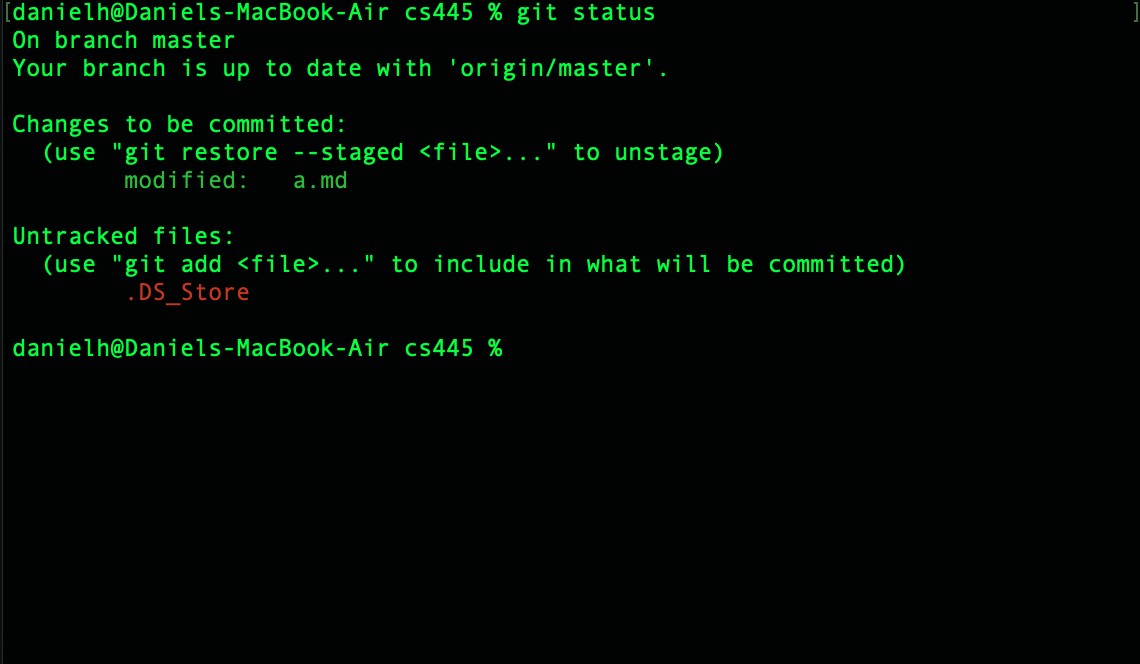 [danielh@Daniels-MacBook-Air cs445 % git status ]
On branch master
Your branch is up to date with 'origin/master'.
Changes to be committed:
(use "git restore --staged <file>..." to unstage)
modified: a.md
Untracked files:
(use "git add <file>..." to include in what will be committed)
.DS_Store
danielh@Daniels-MacBook-Air cs445 %